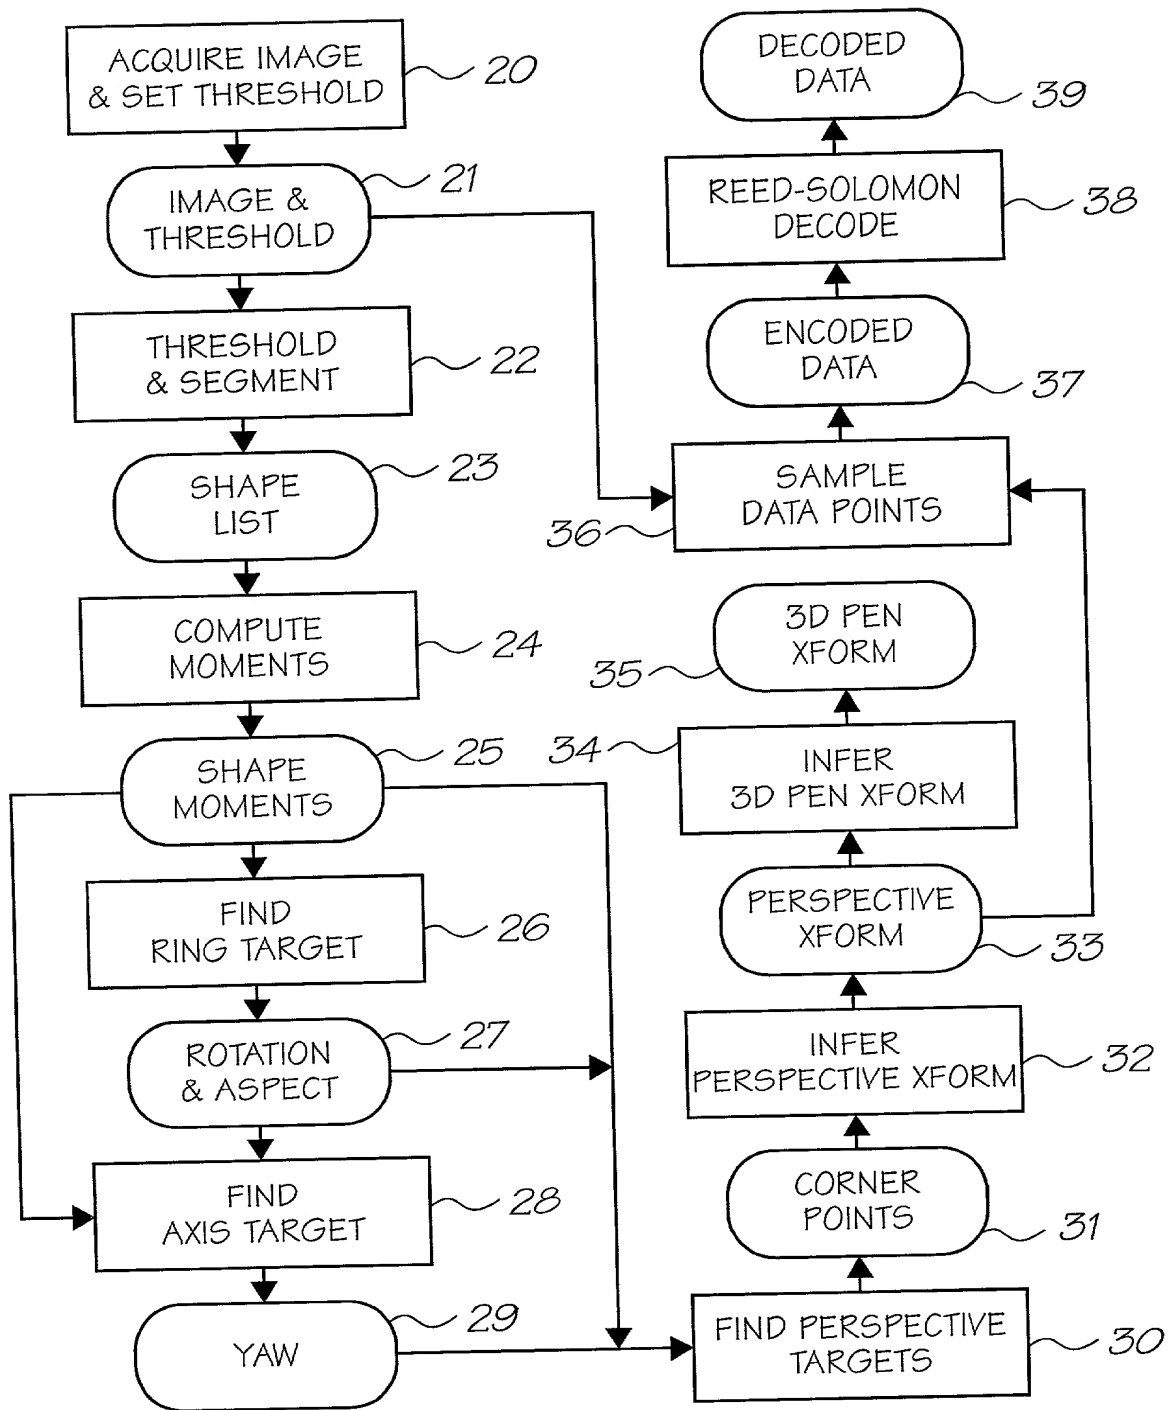 ACQUIRE IMAGE
& SET THRESHOLD
20
IMAGE &
THRESHOLD
21
THRESHOLD
& SEGMENT
22
SHAPE
LIST
23
COMPUTE
MOMENTS
24
SHAPE
MOMENTS
25
FIND
RING TARGET
26
ROTATION
& ASPECT
27
FIND
AXIS TARGET
28
YAW
29
DECODED
DATA
39
REED-SOLOMON
DECODE
38
ENCODED
DATA
37
SAMPLE
DATA POINTS
36
3D PEN
XFORM
35
INFER
3D PEN XFORM
34
PERSPECTIVE
XFORM
33
INFER
PERSPECTIVE XFORM
32
CORNER
POINTS
31
FIND PERSPECTIVE
TARGETS
30